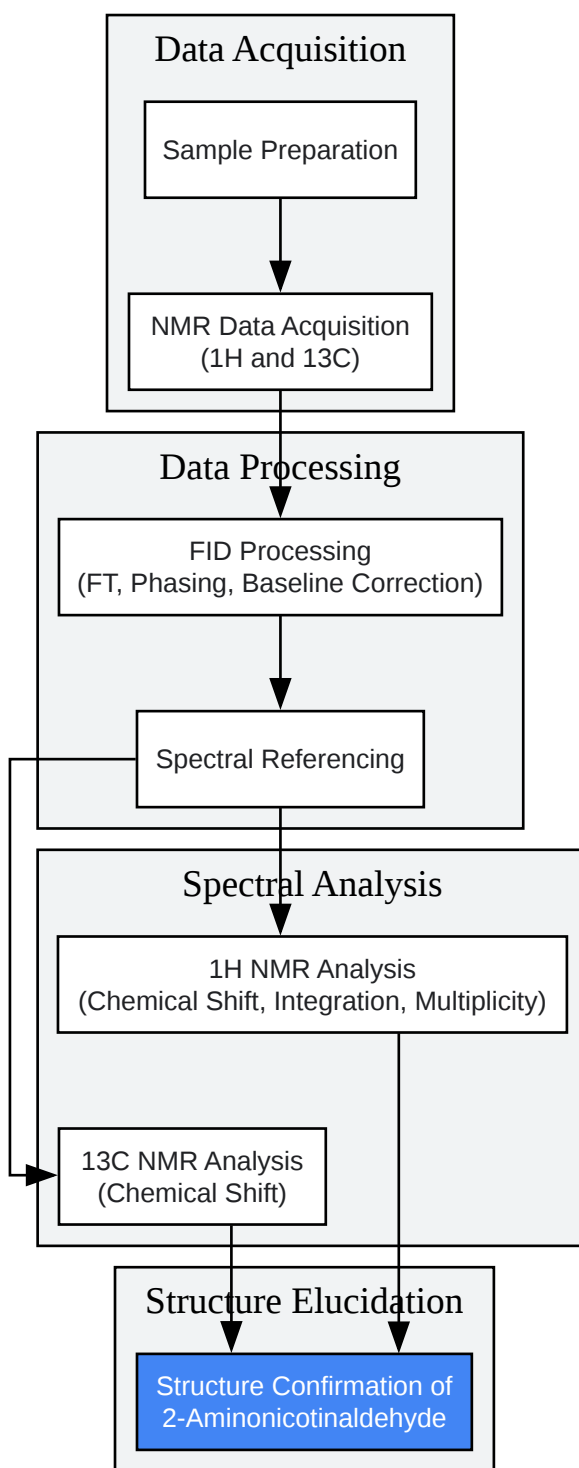 Data Acquisition
Sample Preparation
NMR Data Acquisition
(1H and 13C)
Data Processing
FID Processing
(FT, Phasing, Baseline Correction)
Spectral Referencing
Spectral Analysis
1H NMR Analysis
(Chemical Shift, Integration, Multiplicity)
13C NMR Analysis
(Chemical Shift)
Structure Elucidation
Structure Confirmation of
2-Aminonicotinaldehyde